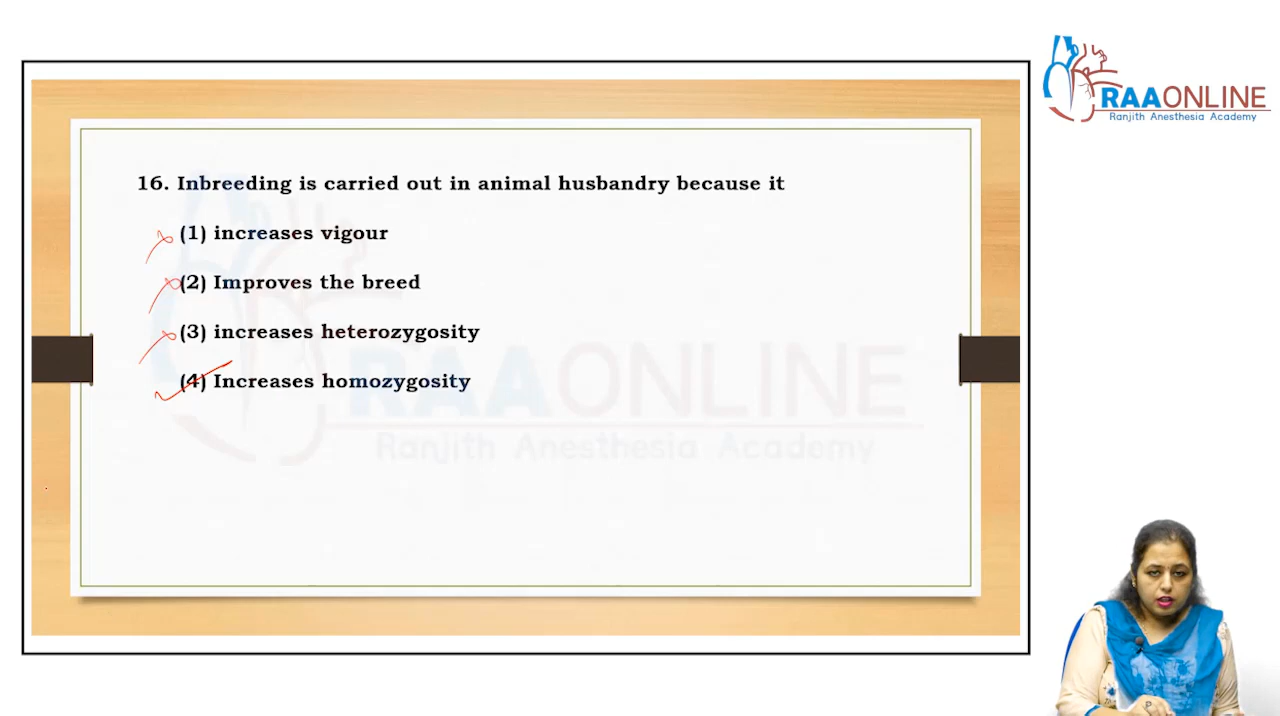 RAAONLINE
Ranjith Anesthesia Academy
16. Inbreeding is carried out in animal husbandry because it
(1) increases vigour
(2) Improves the breed
(3) increases heterozygosity
(4) Increases homozygosity
RAAONLINE
Ranjith Anesthesia Academy